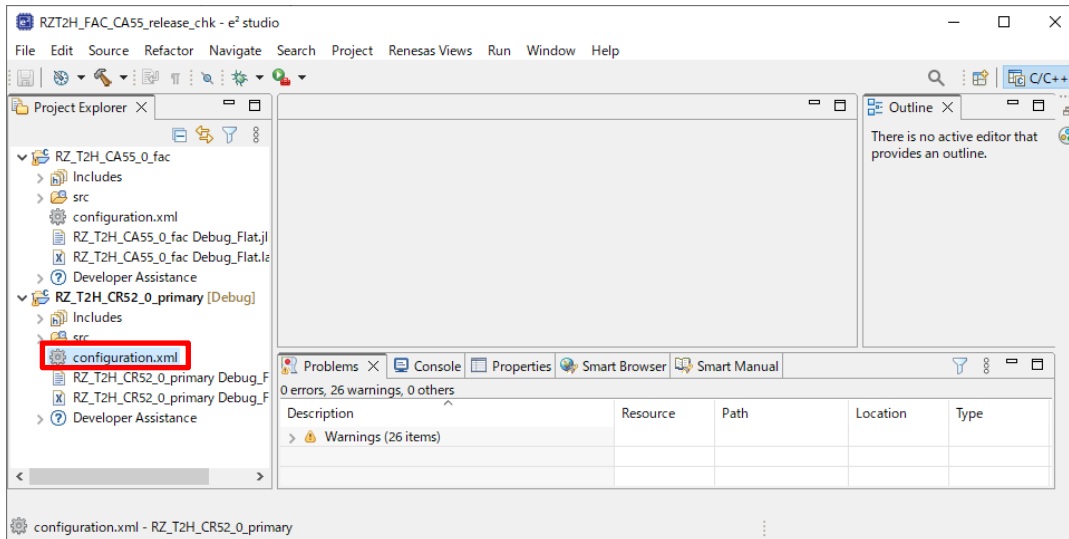 RZT2H_FAC_CA55_release_chk - e² studio
File Edit Source Refactor Navigate Search Project Renesas Views Run Window Help
C/C++
Project Explorer
RZ_T2H_CA55_0_fac
Includes
src
configuration.xml
RZ_T2H_CA55_0_fac Debug_Flat.jl
RZ_T2H_CA55_0_fac Debug_Flat.la
Developer Assistance
RZ_T2H_CR52_0_primary [Debug]
Includes
src
configuration.xml
RZ_T2H_CR52_0_primary Debug_F
RZ_T2H_CR52_0_primary Debug_F
Developer Assistance
Outline
There is no active editor that
provides an outline.
Problems Console Properties Smart Browser Smart Manual
0 errors, 26 warnings, 0 others
Description Resource Path Location Type
Warnings (26 items)
configuration.xml - RZ_T2H_CR52_0_primary